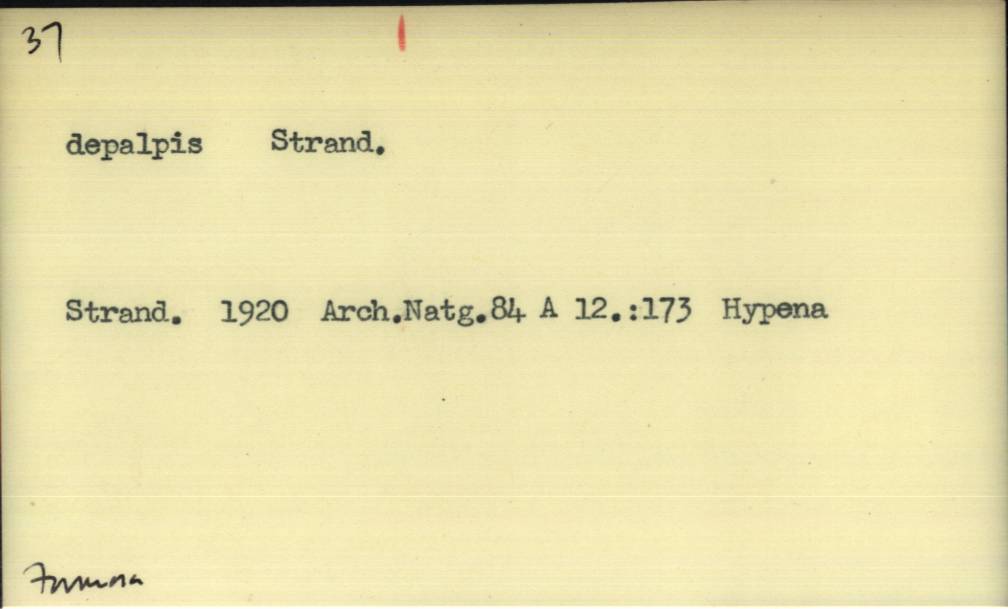 37
depalpis Strand.
Strand. 1920 Arch.Natg.84 A 12.:173 Hypena
Formosa